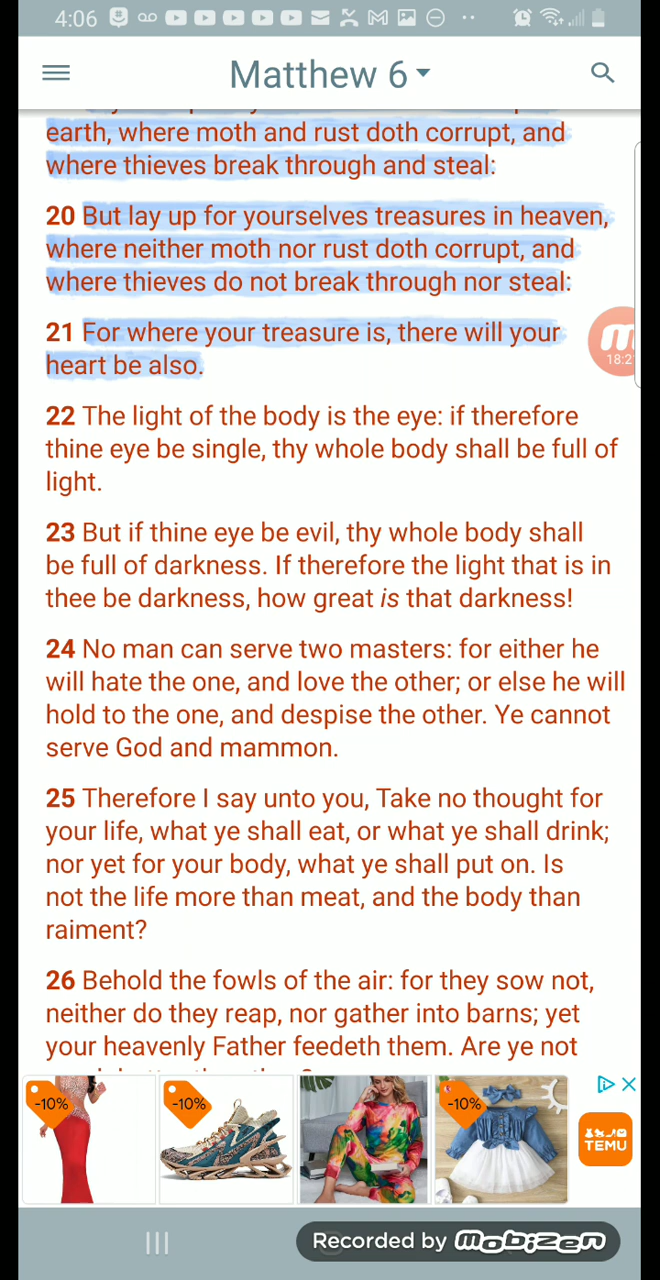 4:06
Matthew 6
earth, where moth and rust doth corrupt, and
where thieves break through and steal:
20 But lay up for yourselves treasures in heaven,
where neither moth nor rust doth corrupt, and
where thieves do not break through nor steal:
21 For where your treasure is, there will your
heart be also.
18:2
22 The light of the body is the eye: if therefore
thine eye be single, thy whole body shall be full of
light.
23 But if thine eye be evil, thy whole body shall
be full of darkness. If therefore the light that is in
thee be darkness, how great is that darkness!
24 No man can serve two masters: for either he
will hate the one, and love the other; or else he will
hold to the one, and despise the other. Ye cannot
serve God and mammon.
25 Therefore I say unto you, Take no thought for
your life, what ye shall eat, or what ye shall drink;
nor yet for your body, what ye shall put on. Is
not the life more than meat, and the body than
raiment?
26 Behold the fowls of the air: for they sow not,
neither do they reap, nor gather into barns; yet
your heavenly Father feedeth them. Are ye not
-10%
-10%
-10%
TEMU
Recorded by mobizen